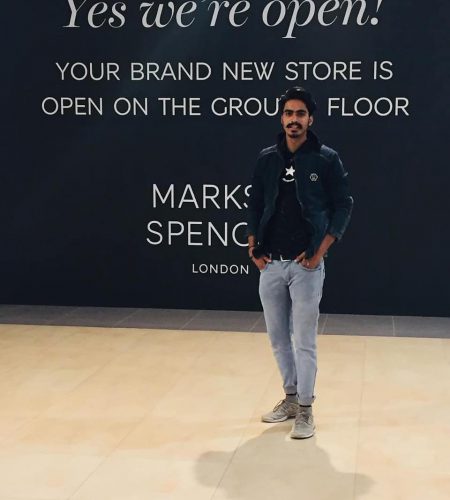 Yes we're open!
YOUR BRAND NEW STORE IS
OPEN ON THE GROU FLOOR
MARKS
SPENC
LONDON